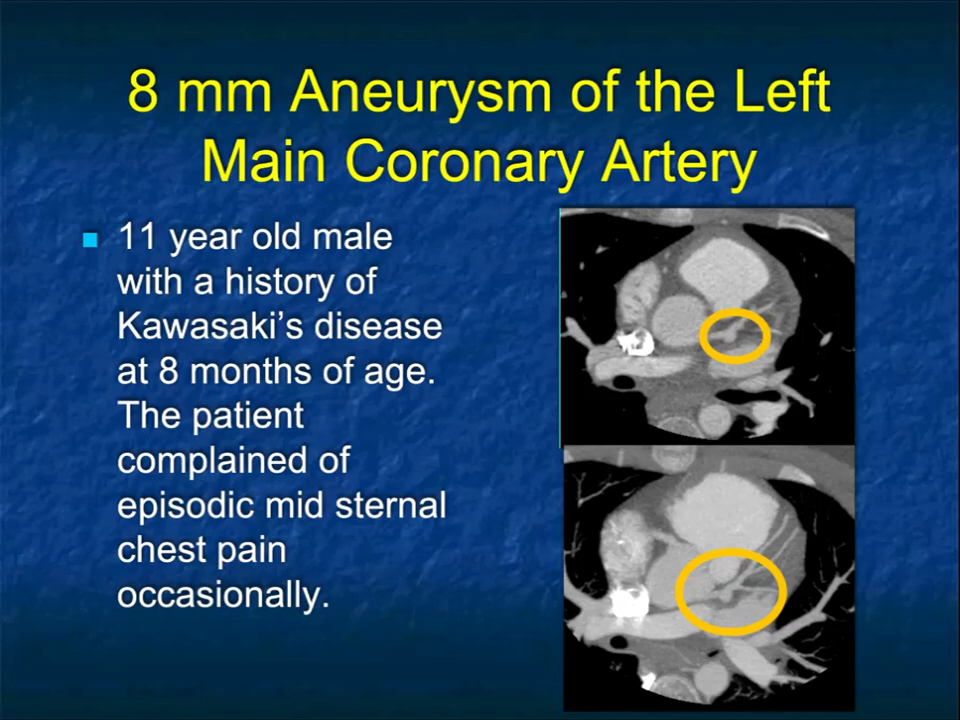 8 mm Aneurysm of the Left
Main Coronary Artery
11 year old male
with a history of
Kawasaki’s disease
at 8 months of age.
The patient
complained of
episodic mid sternal
chest pain
occasionally.